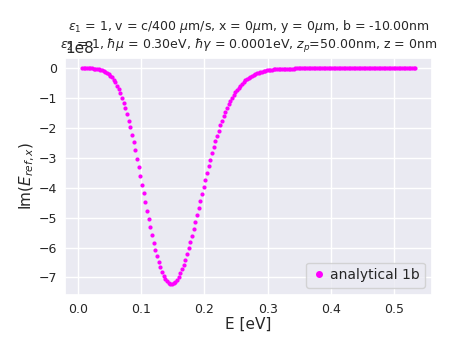 ε₁ = 1, v = c/400 μm/s, x = 0μm, y = 0μm, b = -10.00nm
= 1, ℏμ = 0.30eV, ℏγ = 0.0001eV, zₚ=50.00nm, z = 0nm
1e8
0
−1
−2
−3
−4
−5
−6
−7
Im(E_{ref,x})
analytical 1b
0.0 0.1 0.2 0.3 0.4 0.5
E [eV]